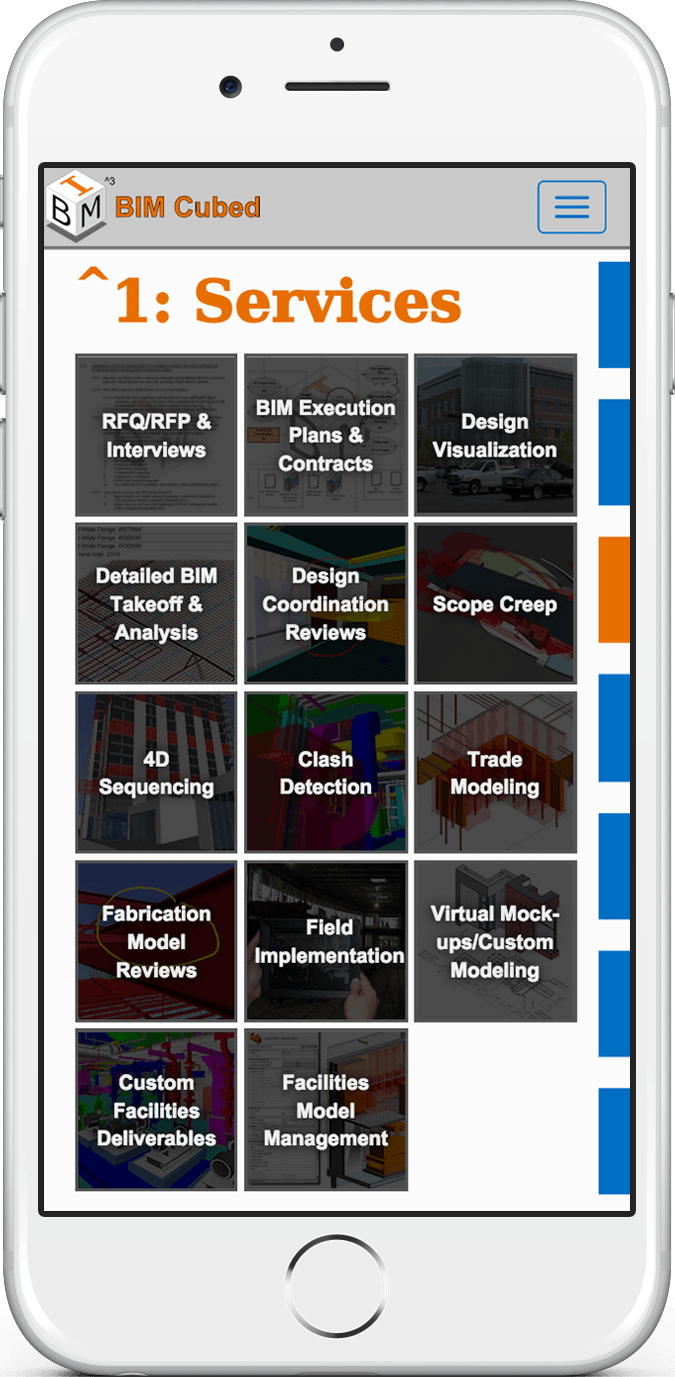 ^3
B I M
BIM Cubed
^1: Services
RFQ/RFP &
Interviews
BIM Execution
Plans &
Contracts
Design
Visualization
Detailed BIM
Takeoff &
Analysis
Design
Coordination
Reviews
Scope Creep
4D
Sequencing
Clash
Detection
Trade
Modeling
Fabrication
Model
Reviews
Field
Implementation
Virtual Mock-
ups/Custom
Modeling
Custom
Facilities
Deliverables
Facilities
Model
Management